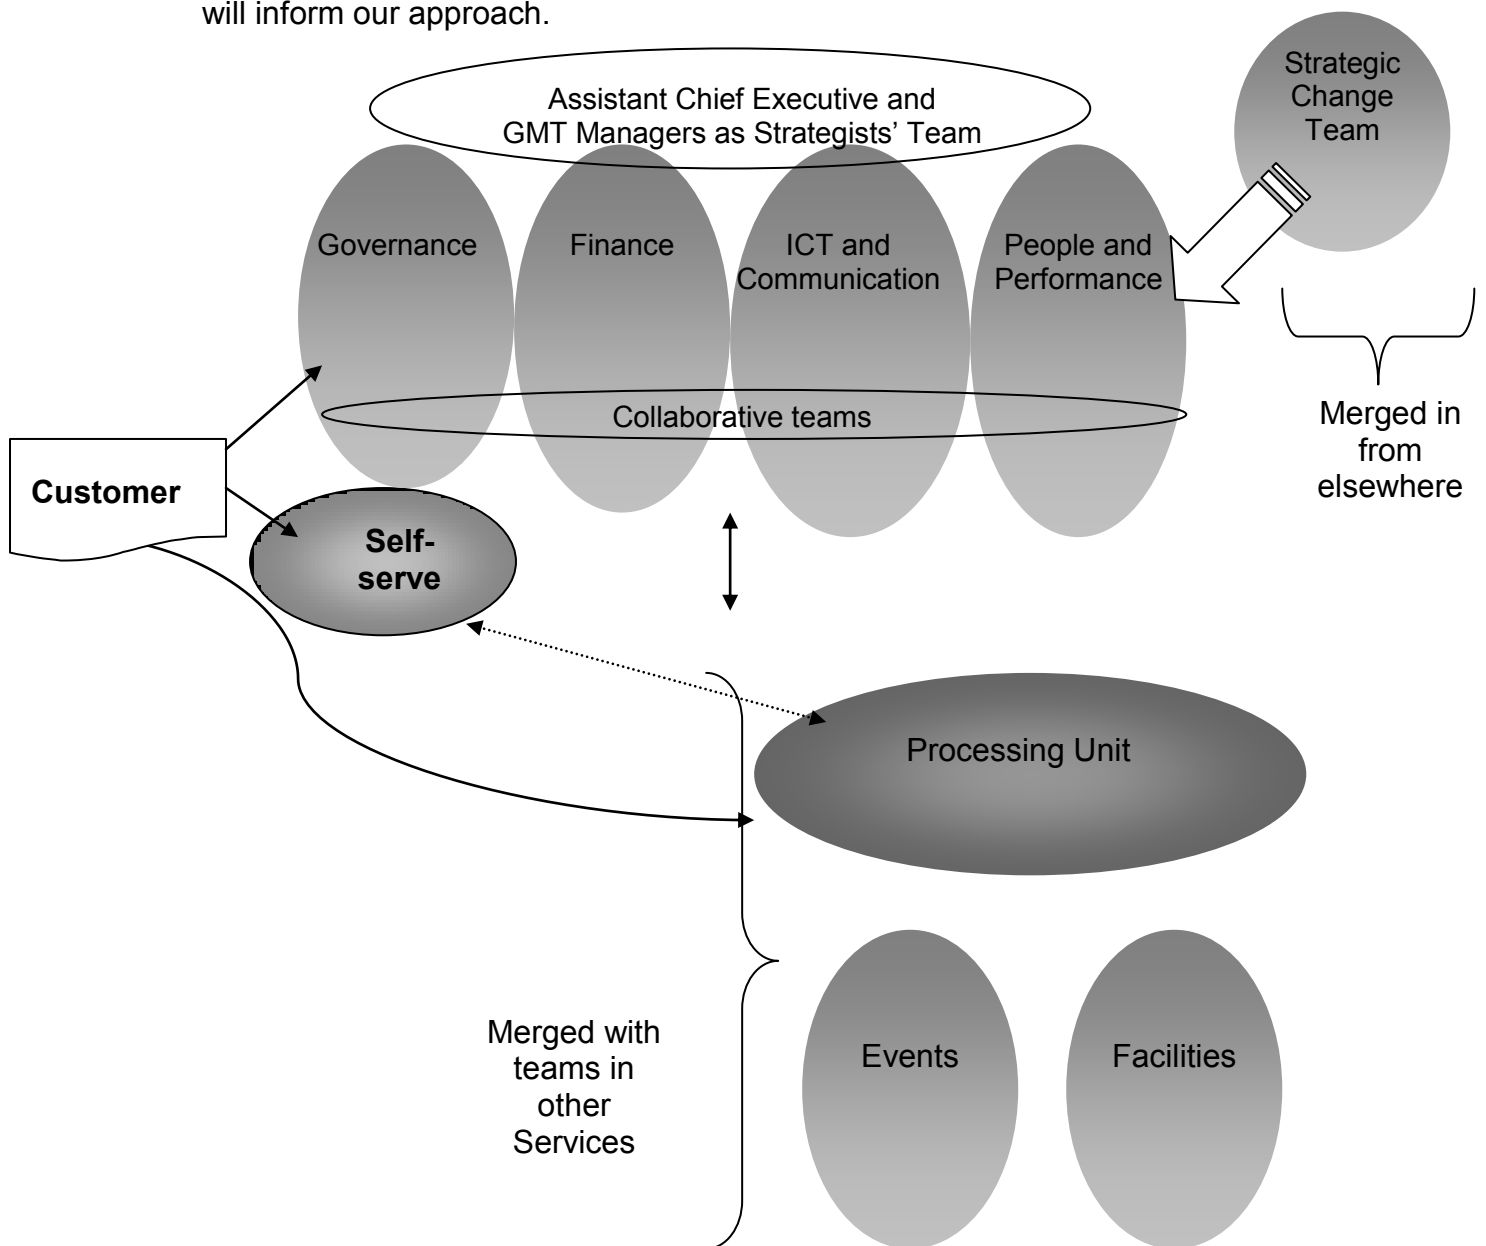 will inform our approach.
Assistant Chief Executive and
GMT Managers as Strategists’ Team
Strategic
Change
Team
Governance
Finance
ICT and
Communication
People and
Performance
Collaborative teams
Merged in
from
elsewhere
Customer
Self-
serve
Processing Unit
Merged with
teams in
other
Services
Events
Facilities